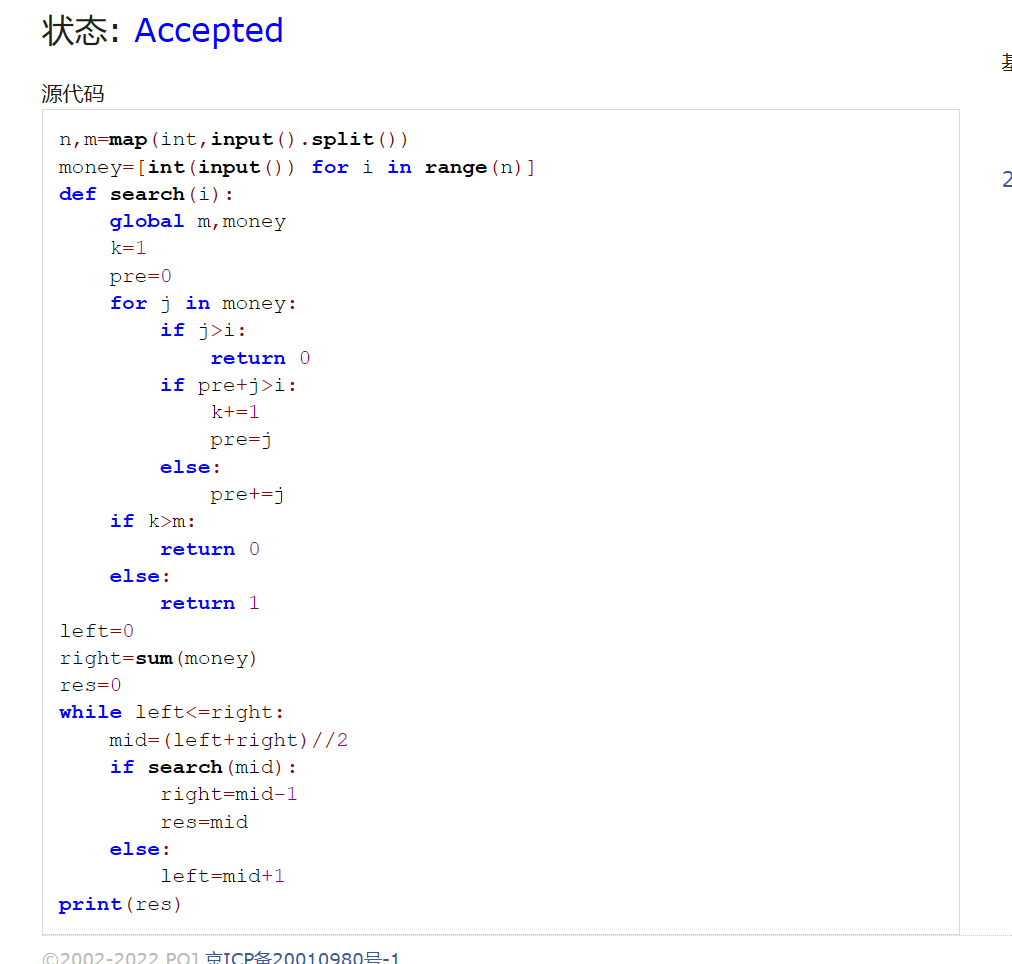 状态: Accepted
源代码
n,m=map(int,input().split())
money=[int(input()) for i in range(n)]
def search(i):
    global m,money
    k=1
    pre=0
    for j in money:
        if j>i:
            return 0
        if pre+j>i:
            k+=1
            pre=j
        else:
            pre+=j
    if k>m:
        return 0
    else:
        return 1
left=0
right=sum(money)
res=0
while left<=right:
    mid=(left+right)//2
    if search(mid):
        right=mid-1
        res=mid
    else:
        left=mid+1
print(res)
2
©2002-2022 POJ 京ICP备20010980号-1